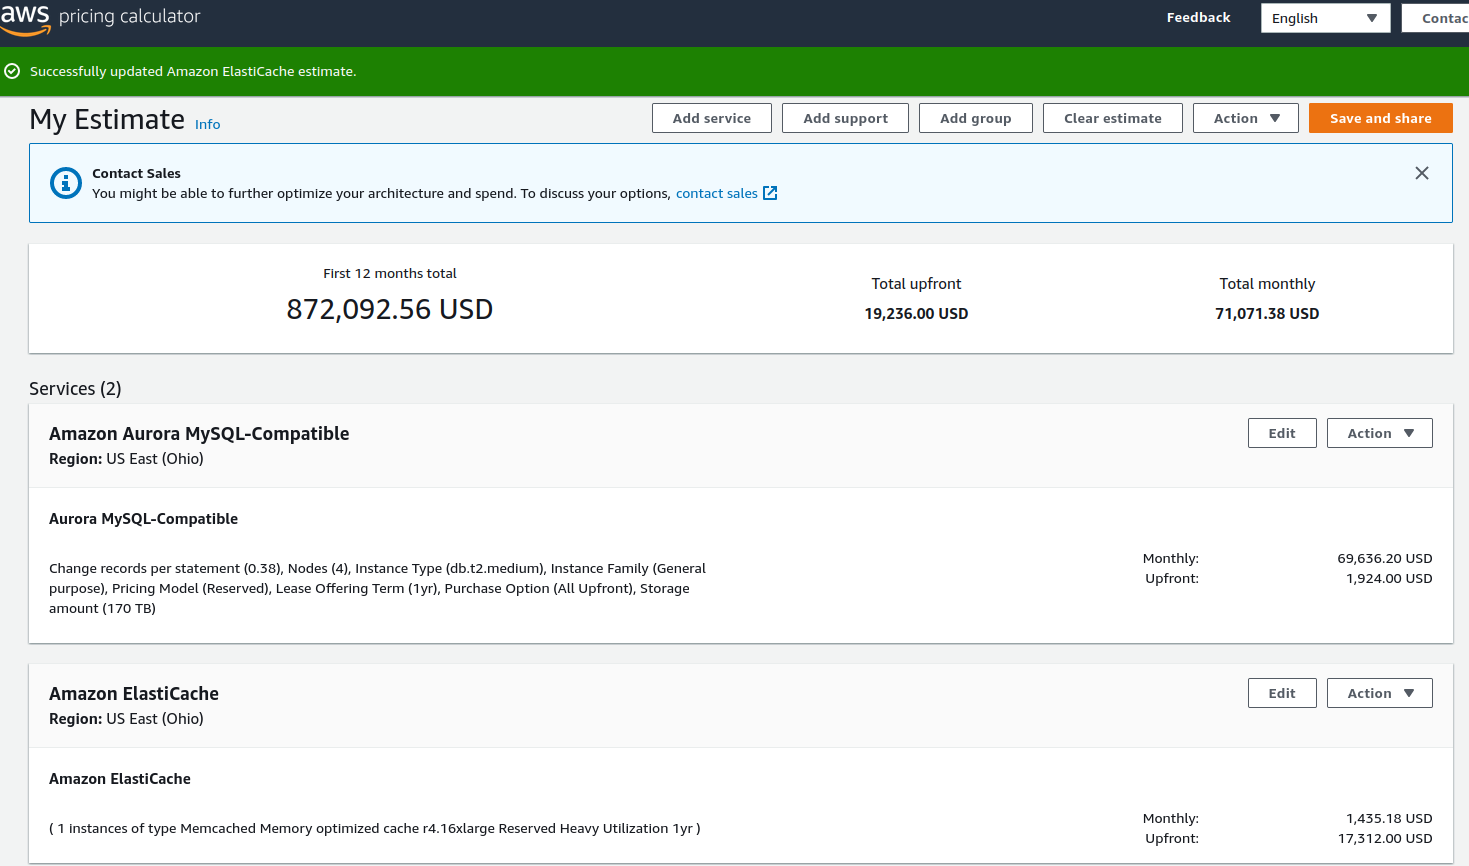 aws pricing calculator
Feedback
English
Contac
Successfully updated Amazon ElastiCache estimate.
My Estimate Info
Add service
Add support
Add group
Clear estimate
Action
Save and share
Contact Sales
You might be able to further optimize your architecture and spend. To discuss your options, contact sales
First 12 months total
872,092.56 USD
Total upfront
19,236.00 USD
Total monthly
71,071.38 USD
Services (2)
Amazon Aurora MySQL-Compatible
Region: US East (Ohio)
Edit
Action
Aurora MySQL-Compatible
Change records per statement (0.38), Nodes (4), Instance Type (db.t2.medium), Instance Family (General
purpose), Pricing Model (Reserved), Lease Offering Term (1yr), Purchase Option (All Upfront), Storage
amount (170 TB)
Monthly: 69,636.20 USD
Upfront: 1,924.00 USD
Amazon ElastiCache
Region: US East (Ohio)
Edit
Action
Amazon ElastiCache
( 1 instances of type Memcached Memory optimized cache r4.16xlarge Reserved Heavy Utilization 1yr )
Monthly: 1,435.18 USD
Upfront: 17,312.00 USD